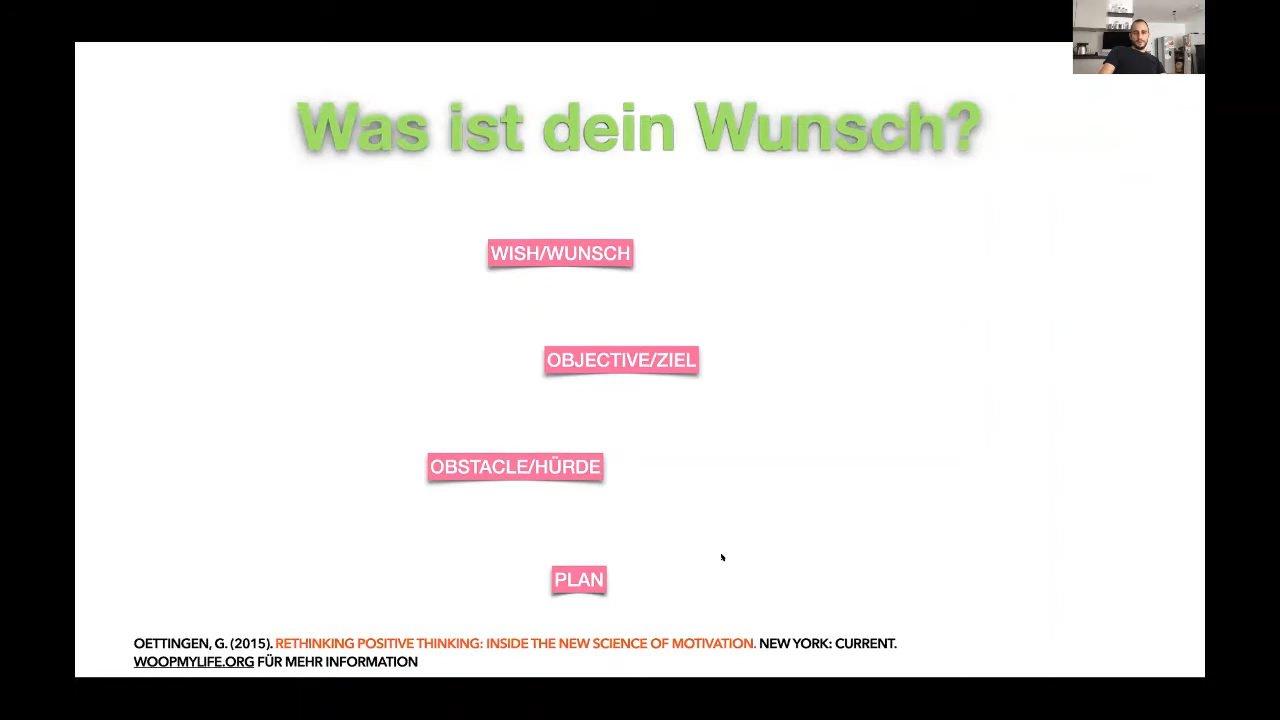 Was ist dein Wunsch?
WISH/WUNSCH
OBJECTIVE/ZIEL
OBSTACLE/HÜRDE
PLAN
OETTINGEN, G. (2015). RETHINKING POSITIVE THINKING: INSIDE THE NEW SCIENCE OF MOTIVATION. NEW YORK: CURRENT.
WOOPMYLIFE.ORG FÜR MEHR INFORMATION